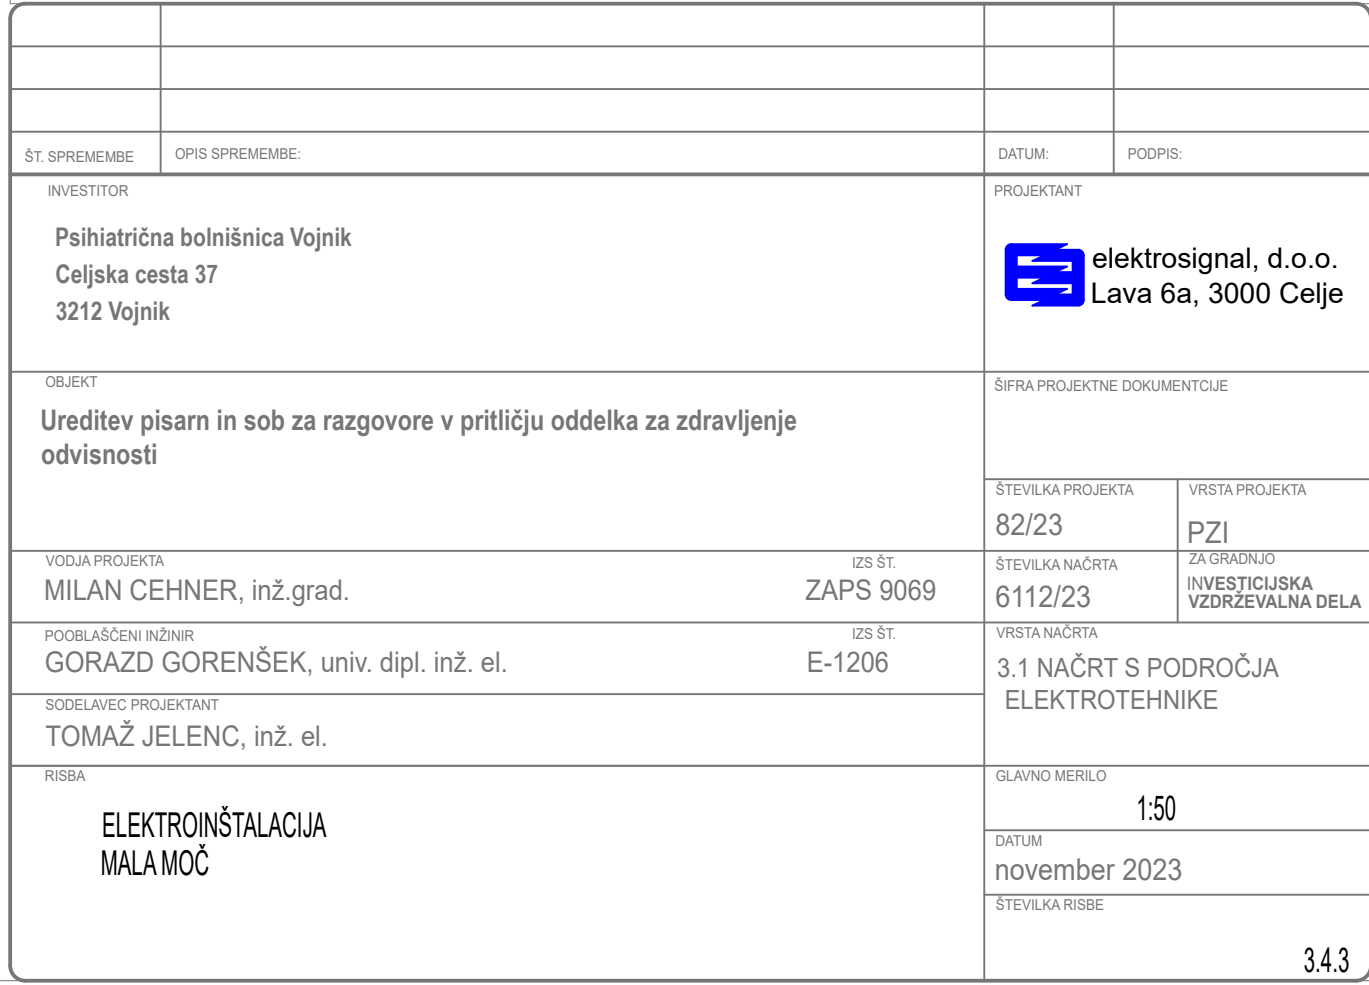 ŠT. SPREMEMBE OPIS SPREMEMBE: DATUM: PODPIS:
INVESTITOR
Psihiatrična bolnišnica Vojnik
Celjska cesta 37
3212 Vojnik
PROJEKTANT
elektrosignal, d.o.o.
Lava 6a, 3000 Celje
OBJEKT
Ureditev pisarn in sob za razgovore v pritličju oddelka za zdravljenje
odvisnosti
ŠIFRA PROJEKTNE DOKUMENTCIJE
ŠTEVILKA PROJEKTA
82/23
VRSTA PROJEKTA
PZI
VODJA PROJEKTA IZS ŠT.
MILAN CEHNER, inž.grad. ZAPS 9069
ŠTEVILKA NAČRTA
6112/23
ZA GRADNJO
INVESTICIJSKA
VZDRŽEVALNA DELA
POOBLAŠČENI INŽINIR IZS ŠT.
GORAZD GORENŠEK, univ. dipl. inž. el. E-1206
VRSTA NAČRTA
3.1 NAČRT S PODROČJA
ELEKTROTEHNIKE
SODELAVEC PROJEKTANT
TOMAŽ JELENC, inž. el.
RISBA
ELEKTROINŠTALACIJA
MALA MOČ
GLAVNO MERILO
1:50
DATUM
november 2023
ŠTEVILKA RISBE
3.4.3